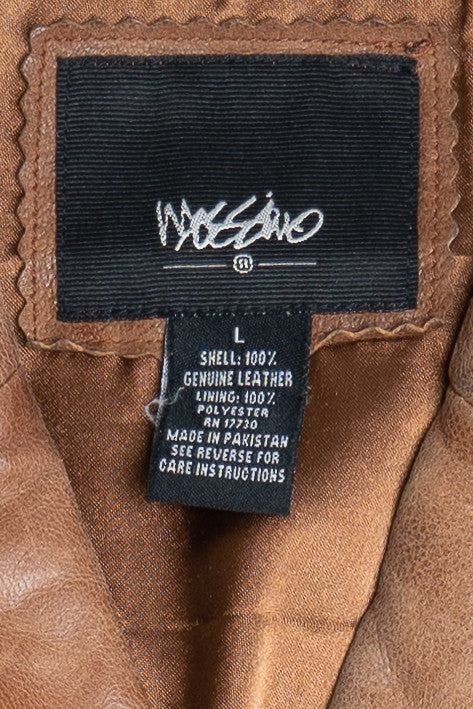 MOSSIMO
L
SHELL: 100%
GENUINE LEATHER
LINING: 100%
POLYESTER
RN 17730
MADE IN PAKISTAN
SEE REVERSE FOR
CARE INSTRUCTIONS